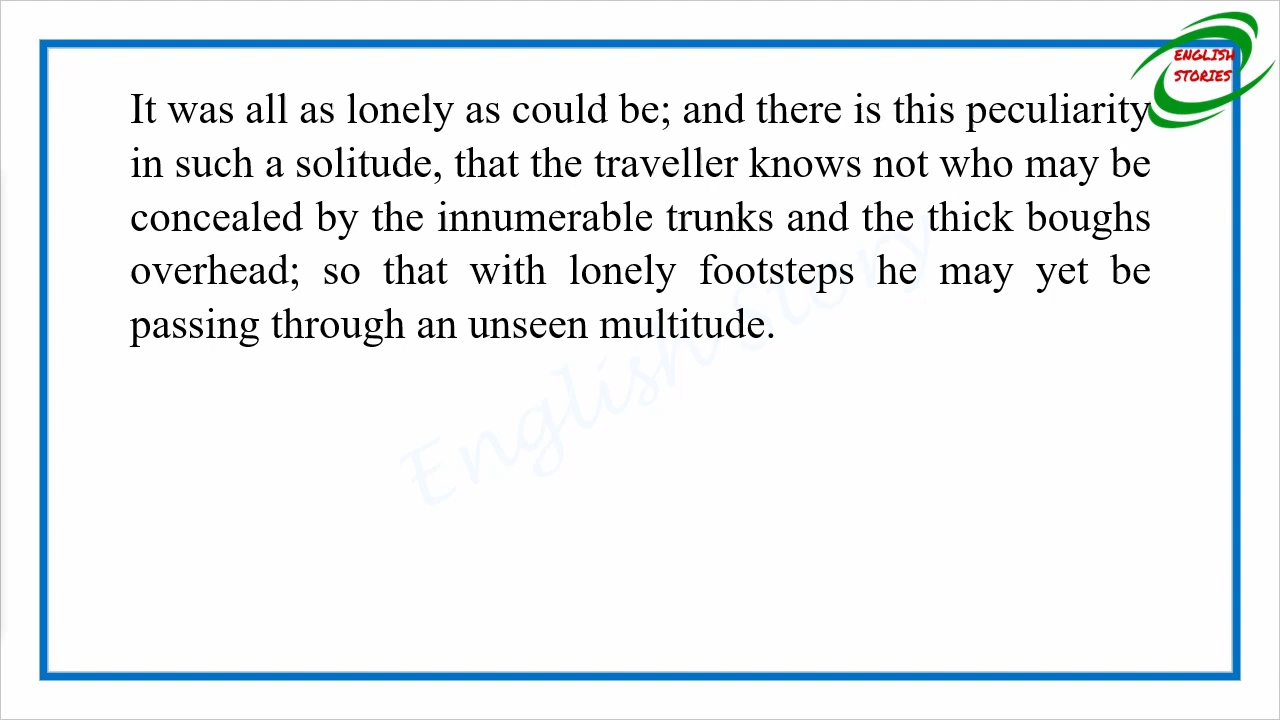 ENGLISH
STORIES
It was all as lonely as could be; and there is this peculiarity
in such a solitude, that the traveller knows not who may be
concealed by the innumerable trunks and the thick boughs
overhead; so that with lonely footsteps he may yet be
passing through an unseen multitude.
English Story